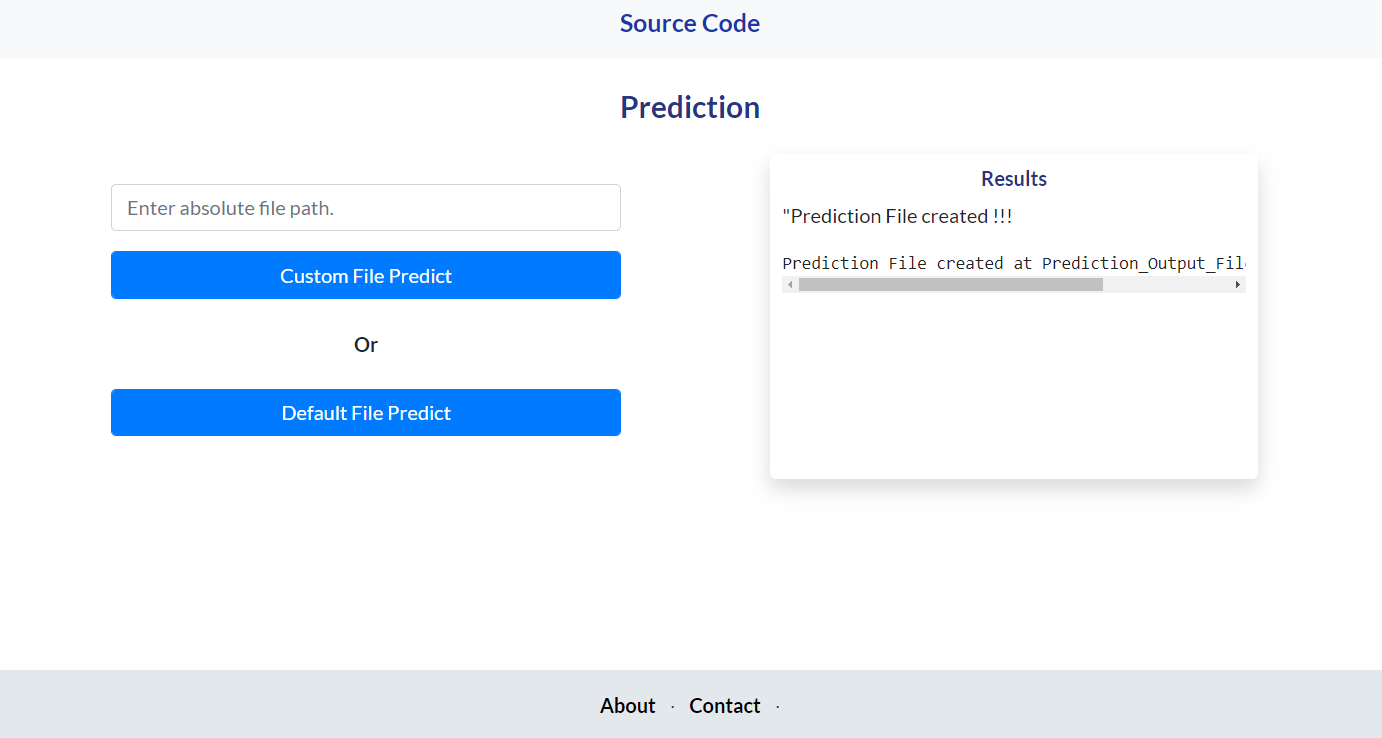 Source Code
Prediction
Enter absolute file path.
Custom File Predict
Or
Default File Predict
Results
"Prediction File created !!!
Prediction File created at Prediction_Output_Fil
About · Contact ·